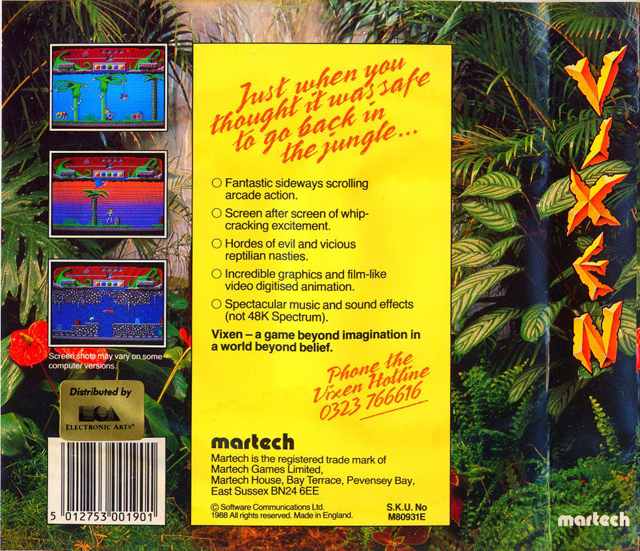 Just when you
thought it was safe
to go back in
the jungle...
Fantastic sideways scrolling
arcade action.
Screen after screen of whip-
cracking excitement.
Hordes of evil and vicious
reptilian nasties.
Incredible graphics and film-like
video digitised animation.
Spectacular music and sound effects
(not 48K Spectrum).
Vixen – a game beyond imagination in
a world beyond belief.
Phone the
Vixen Hotline
0323 766616
martech
Martech is the registered trade mark of
Martech Games Limited,
Martech House, Bay Terrace, Pevensey Bay,
East Sussex BN24 6EE
© Software Communications Ltd.
1988 All rights reserved. Made in England.
S.K.U. No
M80931E
Screen shots may vary on some
computer versions.
Distributed by
ECA
ELECTRONIC ARTS®
5 012753 001901
VIXEN
martech